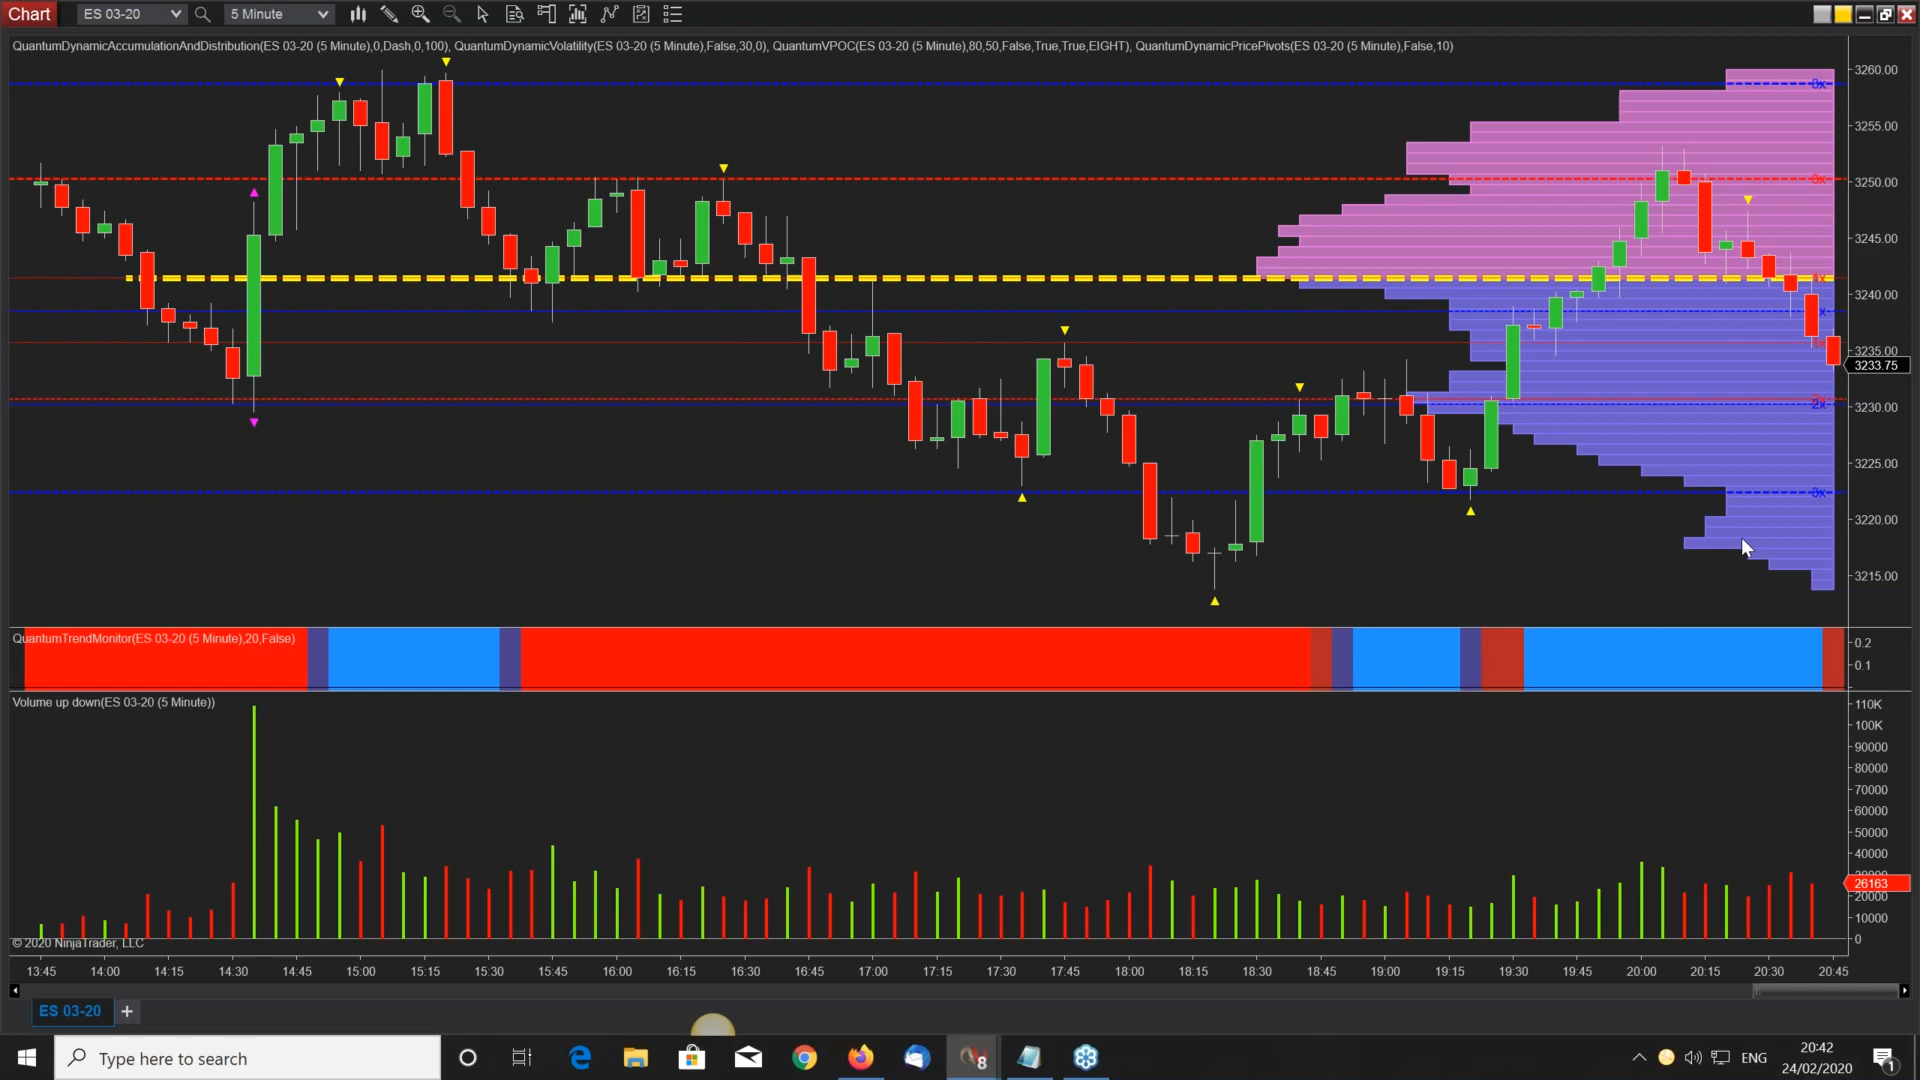 Chart
ES 03-20
5 Minute
QuantumDynamicAccumulationAndDistribution(ES 03-20 (5 Minute),0,Dash,0,100), QuantumDynamicVolatility(ES 03-20 (5 Minute),False,30,0), QuantumVPOC(ES 03-20 (5 Minute),80,50,False,True,True,EIGHT), QuantumDynamicPricePivots(ES 03-20 (5 Minute),False,10)
3260.00
3x
3255.00
3250.00
3x
3245.00
4x
3240.00
3235.00
3233.75
3230.00
2x
3225.00
3x
3220.00
3215.00
QuantumTrendMonitor(ES 03-20 (5 Minute),20,False)
0.2
0.1
Volume up down(ES 03-20 (5 Minute))
110K
100K
90000
80000
70000
60000
50000
40000
30000
26163
20000
10000
0
© 2020 NinjaTrader, LLC
13:45 14:00 14:15 14:30 14:45 15:00 15:15 15:30 15:45 16:00 16:15 16:30 16:45 17:00 17:15 17:30 17:45 18:00 18:15 18:30 18:45 19:00 19:15 19:30 19:45 20:00 20:15 20:30 20:45
ES 03-20 +
Type here to search
8
ENG
20:42
24/02/2020
1